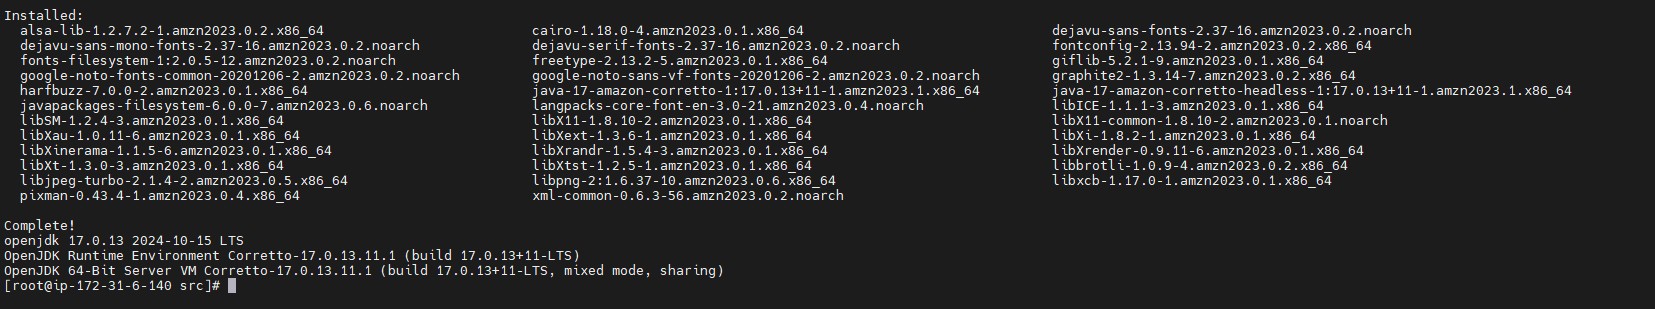 Installed:
alsa-lib-1.2.7.2-1.amzn2023.0.2.x86_64 cairo-1.18.0-4.amzn2023.0.1.x86_64 dejavu-sans-fonts-2.37-16.amzn2023.0.2.noarch
dejavu-sans-mono-fonts-2.37-16.amzn2023.0.2.noarch dejavu-serif-fonts-2.37-16.amzn2023.0.2.noarch fontconfig-2.13.94-2.amzn2023.0.2.x86_64
fonts-filesystem-1:2.0.5-12.amzn2023.0.2.noarch freetype-2.13.2-5.amzn2023.0.1.x86_64 giflib-5.2.1-9.amzn2023.0.1.x86_64
google-noto-fonts-common-20201206-2.amzn2023.0.2.noarch google-noto-sans-vf-fonts-20201206-2.amzn2023.0.2.noarch graphite2-1.3.14-7.amzn2023.0.2.x86_64
harfbuzz-7.0.0-2.amzn2023.0.1.x86_64 java-17-amazon-corretto-1:17.0.13+11-1.amzn2023.1.x86_64 java-17-amazon-corretto-headless-1:17.0.13+11-1.amzn2023.1.x86_64
javapackages-filesystem-6.0.0-7.amzn2023.0.6.noarch langpacks-core-font-en-3.0-21.amzn2023.0.4.noarch libICE-1.1.1-3.amzn2023.0.1.x86_64
libSM-1.2.4-3.amzn2023.0.1.x86_64 libX11-1.8.10-2.amzn2023.0.1.x86_64 libX11-common-1.8.10-2.amzn2023.0.1.noarch
libXau-1.0.11-6.amzn2023.0.1.x86_64 libXext-1.3.6-1.amzn2023.0.1.x86_64 libXi-1.8.2-1.amzn2023.0.1.x86_64
libXinerama-1.1.5-6.amzn2023.0.1.x86_64 libXrandr-1.5.4-3.amzn2023.0.1.x86_64 libXrender-0.9.11-6.amzn2023.0.1.x86_64
libXt-1.3.0-3.amzn2023.0.1.x86_64 libXtst-1.2.5-1.amzn2023.0.1.x86_64 libbrotli-1.0.9-4.amzn2023.0.2.x86_64
libjpeg-turbo-2.1.4-2.amzn2023.0.5.x86_64 libpng-2:1.6.37-10.amzn2023.0.6.x86_64 libxcb-1.17.0-1.amzn2023.0.1.x86_64
pixman-0.43.4-1.amzn2023.0.4.x86_64 xml-common-0.6.3-56.amzn2023.0.2.noarch
Complete!
openjdk 17.0.13 2024-10-15 LTS
OpenJDK Runtime Environment Corretto-17.0.13.11.1 (build 17.0.13+11-LTS)
OpenJDK 64-Bit Server VM Corretto-17.0.13.11.1 (build 17.0.13+11-LTS, mixed mode, sharing)
[root@ip-172-31-6-140 src]#